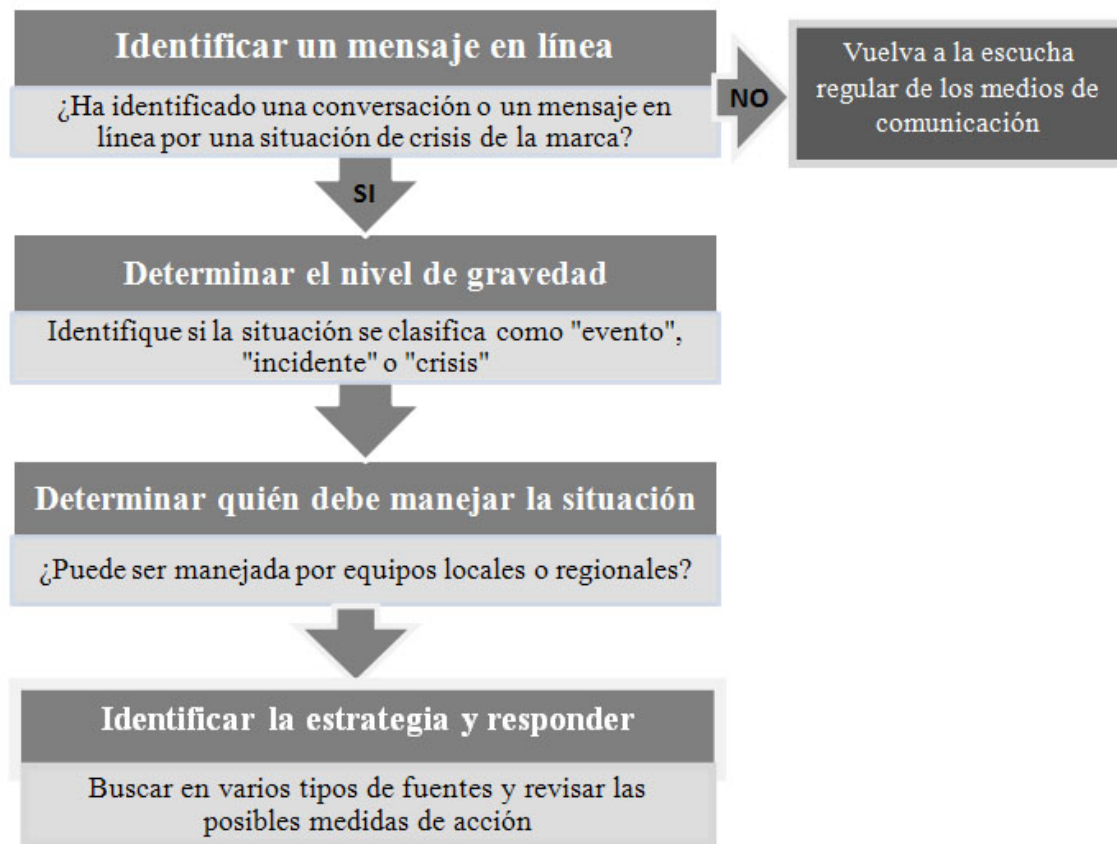 Identificar un mensaje en línea
¿Ha identificado una conversación o un mensaje en
línea por una situación de crisis de la marca?
NO
Vuelva a la escucha
regular de los medios de
comunicación
SI
Determinar el nivel de gravedad
Identifique si la situación se clasifica como "evento",
"incidente" o "crisis"
Determinar quién debe manejar la situación
¿Puede ser manejada por equipos locales o regionales?
Identificar la estrategia y responder
Buscar en varios tipos de fuentes y revisar las
posibles medidas de acción